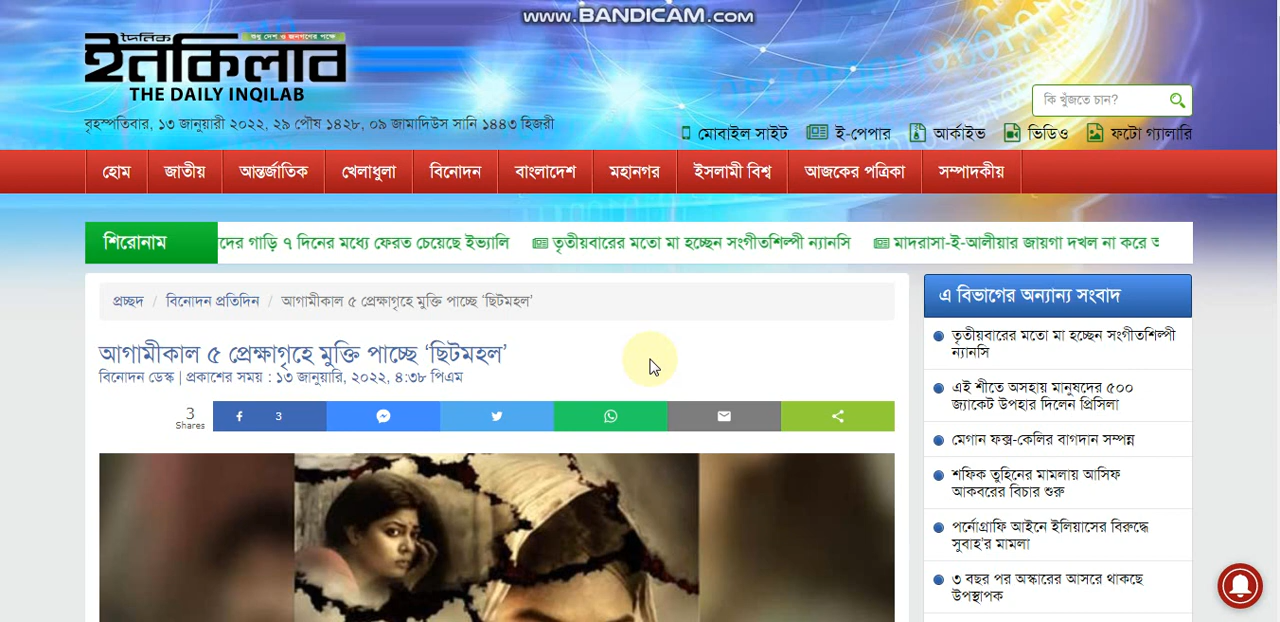 www.BANDICAM.com
দৈনিক
শুধু দেশ ও জনগণের পক্ষে
ইনকিলাব
THE DAILY INQILAB
বৃহস্পতিবার, ১৩ জানুয়ারী ২০২২, ২৯ পৌষ ১৪২৮, ০৯ জামাদিউস সানি ১৪৪৩ হিজরী
কি খুঁজতে চান?
মোবাইল সাইট ই-পেপার আর্কাইভ ভিডিও ফটো গ্যালারি
হোম জাতীয় আন্তর্জাতিক খেলাধুলা বিনোদন বাংলাদেশ মহানগর ইসলামী বিশ্ব আজকের পত্রিকা সম্পাদকীয়
শিরোনাম দের গাড়ি ৭ দিনের মধ্যে ফেরত চেয়েছে ইভ্যালি তৃতীয়বারের মতো মা হচ্ছেন সংগীতশিল্পী ন্যানসি মাদরাসা-ই-আলীয়ার জায়গা দখল না করে
প্রচ্ছদ / বিনোদন প্রতিদিন / আগামীকাল ৫ প্রেক্ষাগৃহে মুক্তি পাচ্ছে ‘ছিটমহল’
আগামীকাল ৫ প্রেক্ষাগৃহে মুক্তি পাচ্ছে ‘ছিটমহল’
বিনোদন ডেস্ক | প্রকাশের সময় : ১৩ জানুয়ারি, ২০২২, ৪:৩৮ পিএম
3
Shares
3
এ বিভাগের অন্যান্য সংবাদ
তৃতীয়বারের মতো মা হচ্ছেন সংগীতশিল্পী
ন্যানসি
এই শীতে অসহায় মানুষদের ৫০০
জ্যাকেট উপহার দিলেন প্রিসিলা
মেগান ফক্স-কেলির বাগদান সম্পন্ন
শফিক তুহিনের মামলায় আসিফ
আকবরের বিচার শুরু
পর্নোগ্রাফি আইনে ইলিয়াসের বিরুদ্ধে
সুবাহ'র মামলা
৩ বছর পর অস্কারের আসরে থাকছে
উপস্থাপক